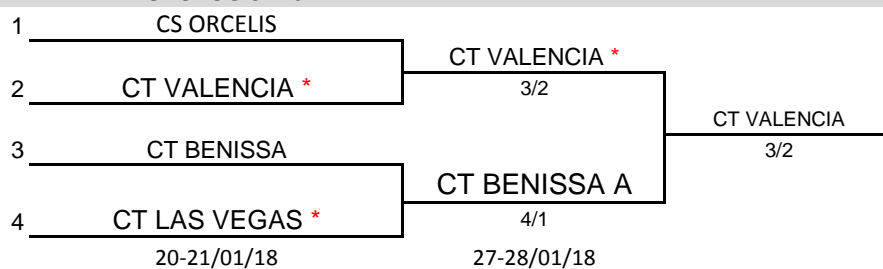 1 CS ORCELIS
CT VALENCIA *
2 CT VALENCIA *
3/2
CT VALENCIA
3 CT BENISSA
3/2
CT BENISSA A
4 CT LAS VEGAS *
4/1
20-21/01/18
27-28/01/18